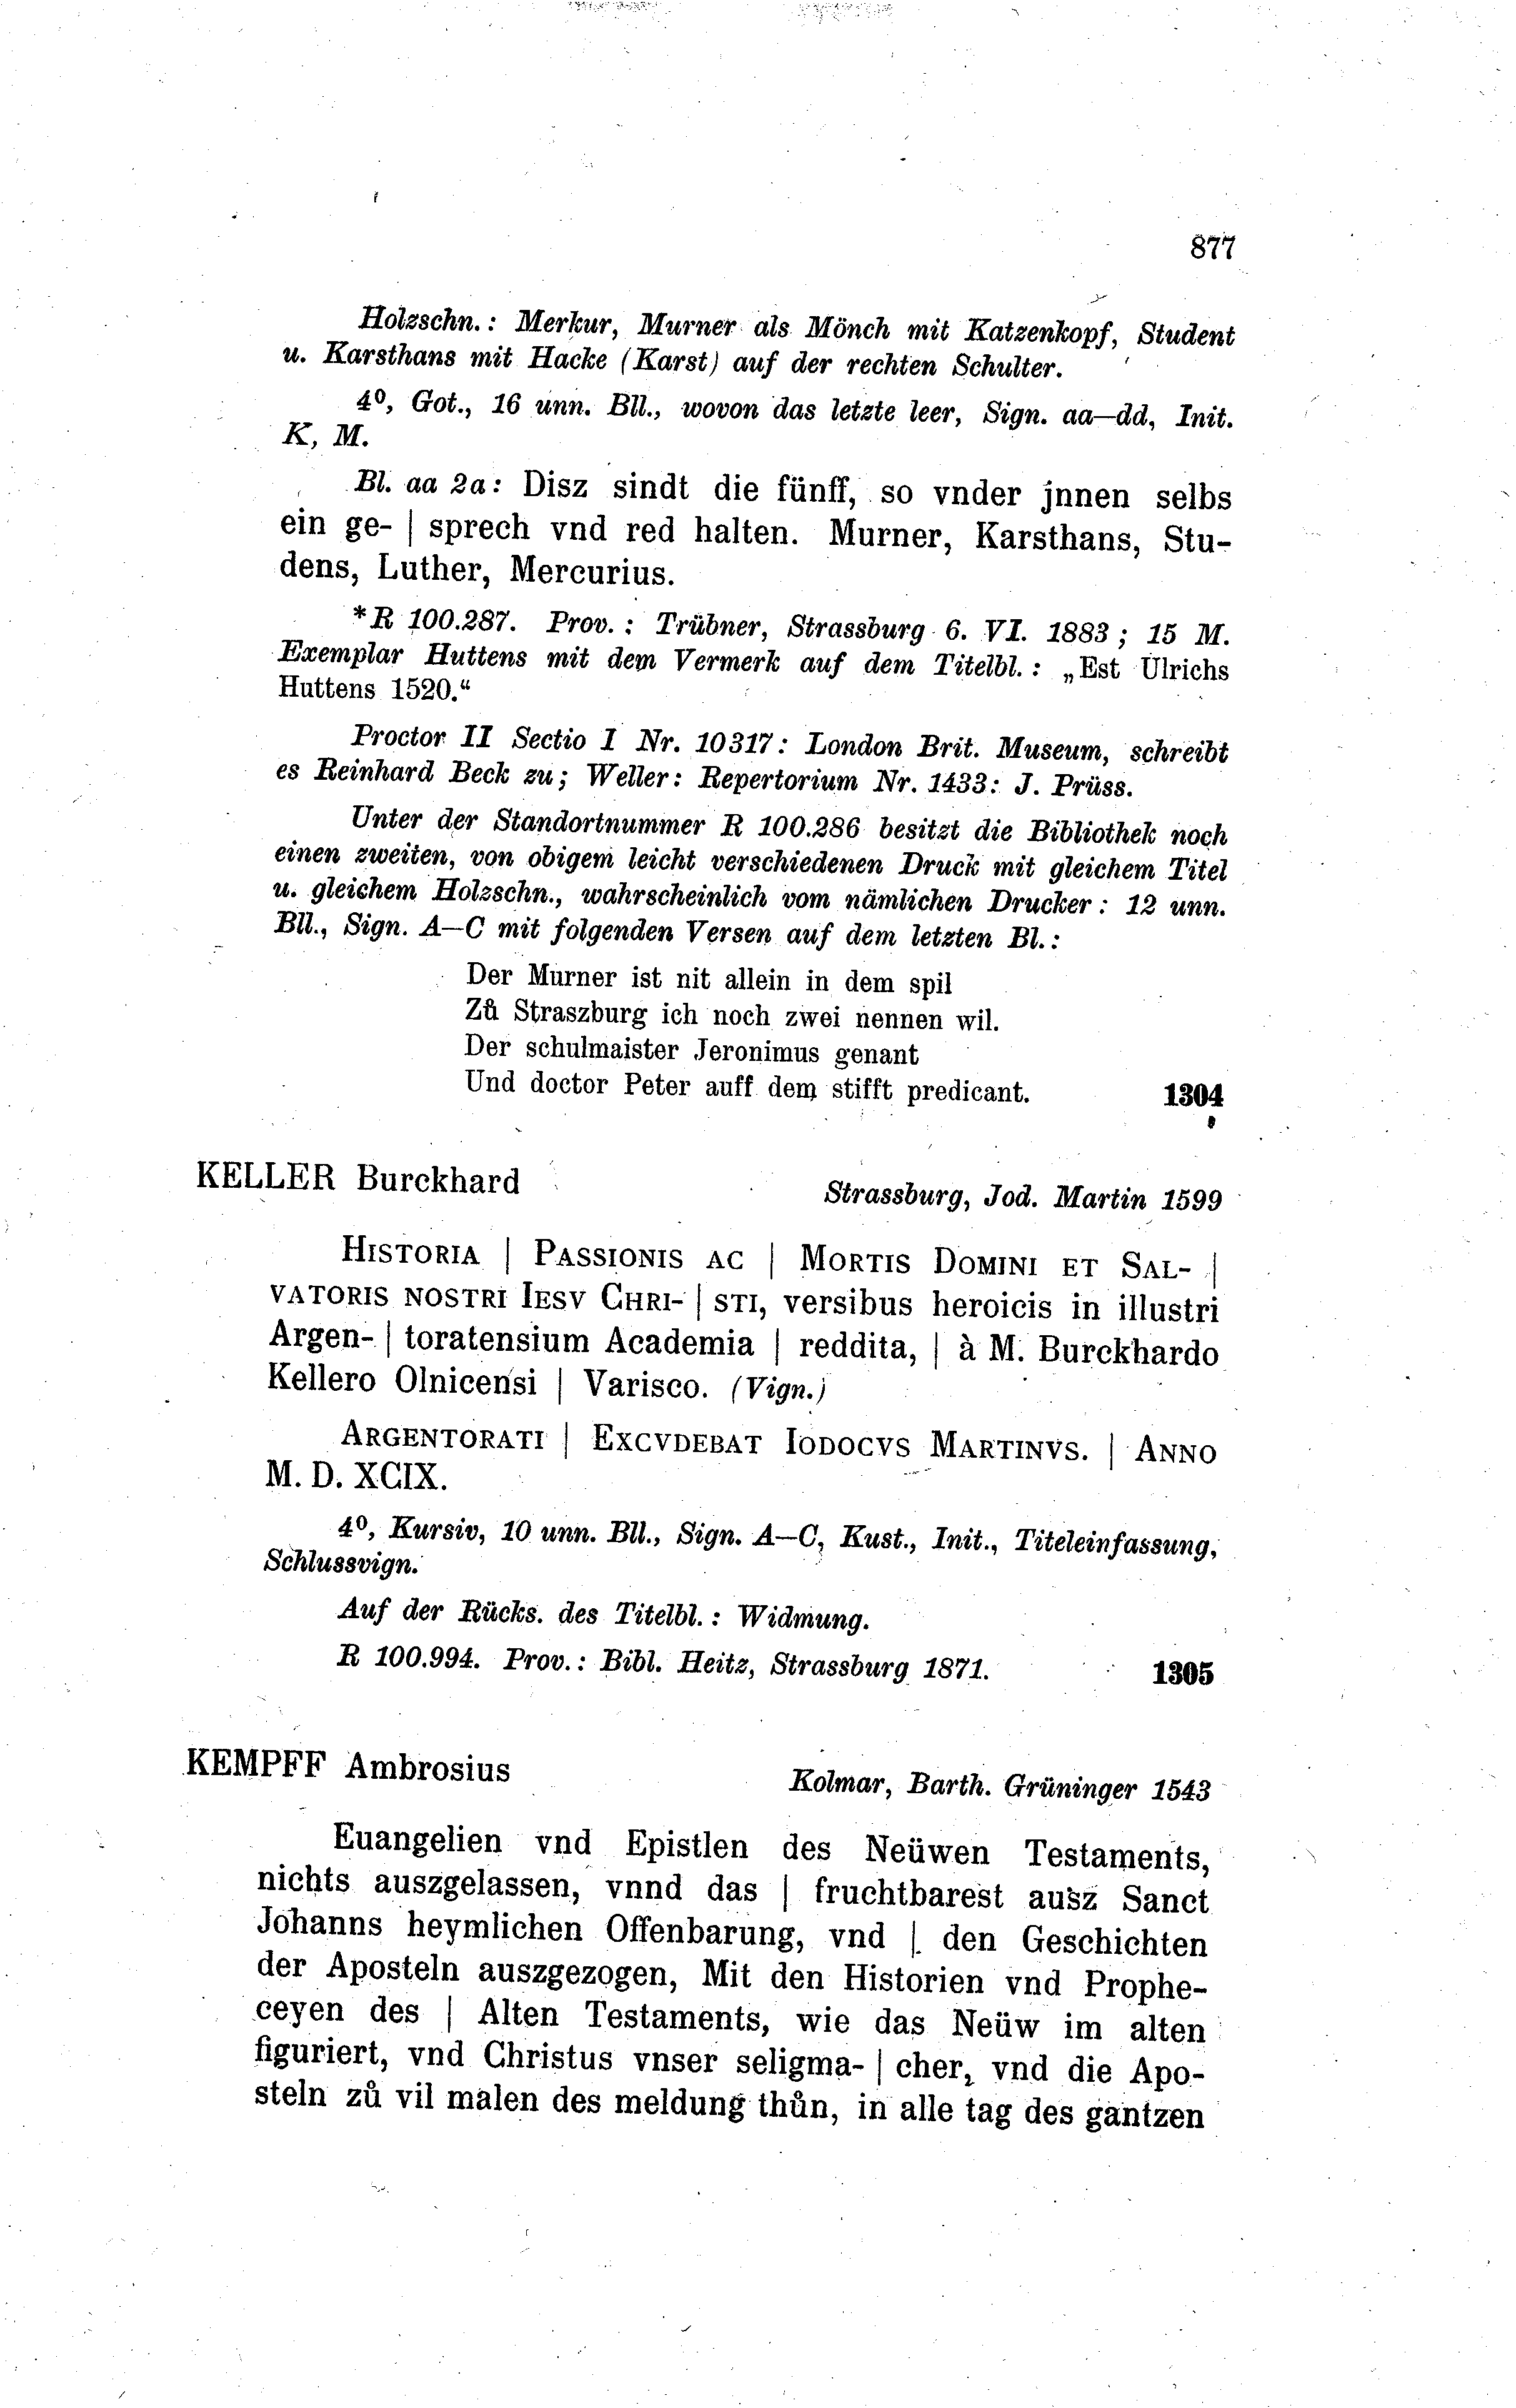 877
Holzschn.: Merkur, Murner als Mönch mit Katzenkopf, Student
u. Karsthans mit Hacke (Karst) auf der rechten Schulter.
4⁰, Got., 16 unn. Bll., wovon das letzte leer, Sign. aa—dd, Init.
K, M.
Bl. aa 2a: Disz sindt die fünff, so vnder jnnen selbs
ein ge- | sprech vnd red halten. Murner, Karsthans, Stu-
dens, Luther, Mercurius.
*R 100.287. Prov.: Trübner, Strassburg 6. VI. 1883; 15 M.
Exemplar Huttens mit dem Vermerk auf dem Titelbl.: „Est Ulrichs
Huttens 1520.“
Proctor II Sectio I Nr. 10317: London Brit. Museum, schreibt
es Reinhard Beck zu; Weller: Repertorium Nr. 1433: J. Prüss.
Unter der Standortnummer R 100.286 besitzt die Bibliothek noch
einen zweiten, von obigem leicht verschiedenen Druck mit gleichem Titel
u. gleichem Holzschn., wahrscheinlich vom nämlichen Drucker: 12 unn.
Bll., Sign. A—C mit folgenden Versen auf dem letzten Bl.:
Der Murner ist nit allein in dem spil
Zů Straszburg ich noch zwei nennen wil.
Der schulmaister Jeronimus genant
Und doctor Peter auff dem stifft predicant. 1304
KELLER Burckhard Strassburg, Jod. Martin 1599
HISTORIA | PASSIONIS AC | MORTIS DOMINI ET SAL- |
VATORIS NOSTRI IESV CHRI- | STI, versibus heroicis in illustri
Argen- | toratensium Academia | reddita, | à M. Burckhardo
Kellero Olnicensi | Varisco. (Vign.)
ARGENTORATI | EXCVDEBAT IODOCVS MARTINVS. | ANNO
M. D. XCIX.
4⁰, Kursiv, 10 unn. Bll., Sign. A—C, Kust., Init., Titeleinfassung,
Schlussvign.
Auf der Rücks. des Titelbl.: Widmung.
R 100.994. Prov.: Bibl. Heitz, Strassburg 1871. 1305
KEMPFF Ambrosius Kolmar, Barth. Grüninger 1543
Euangelien vnd Epistlen des Neüwen Testaments,
nichts auszgelassen, vnnd das | fruchtbarest ausz Sanct
Johanns heymlichen Offenbarung, vnd | den Geschichten
der Aposteln auszgezogen, Mit den Historien vnd Prophe-
ceyen des | Alten Testaments, wie das Neüw im alten
figuriert, vnd Christus vnser seligma- | cher, vnd die Apo-
steln zů vil malen des meldung thůn, in alle tag des gantzen